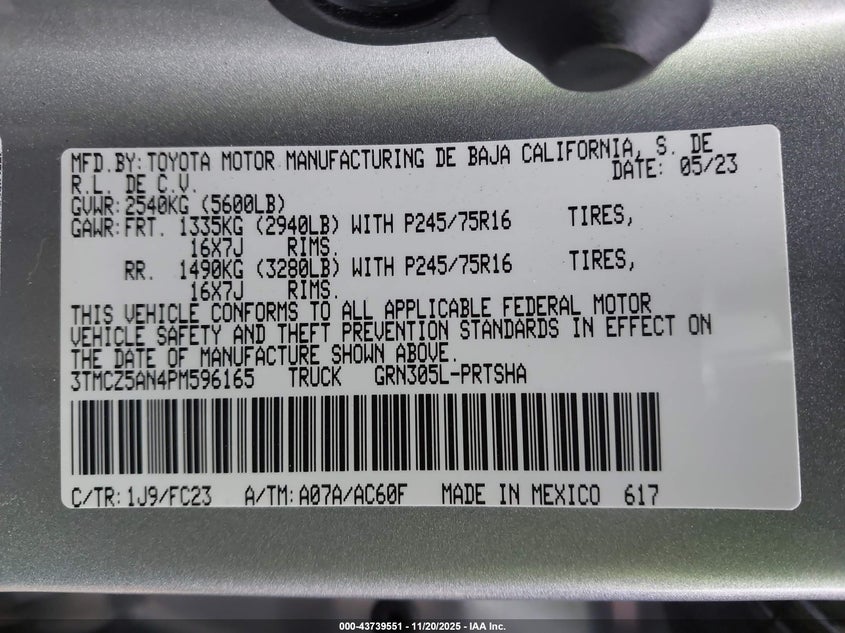 MFD.BY: TOYOTA MOTOR MANUFACTURING DE BAJA CALIFORNIA, S. DE
R.L. DE C.V. DATE: 05/23
GVWR: 2540KG (5600LB)
GAWR: FRT. 1335KG (2940LB) WITH P245/75R16 TIRES,
16X7J RIMS.
RR. 1490KG (3280LB) WITH P245/75R16 TIRES,
16X7J RIMS.
THIS VEHICLE CONFORMS TO ALL APPLICABLE FEDERAL MOTOR
VEHICLE SAFETY AND THEFT PREVENTION STANDARDS IN EFFECT ON
THE DATE OF MANUFACTURE SHOWN ABOVE.
3TMCZ5AN4PM596165 TRUCK GRN305L-PRTSHA
C/TR: 1J9/FC23 A/TM: A07A/AC60F MADE IN MEXICO 617
000-43739551 - 11/20/2025 - IAA Inc.